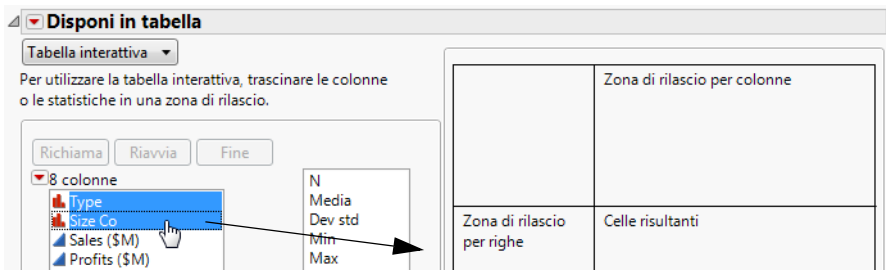 Disponi in tabella
Tabella interattiva
Per utilizzare la tabella interattiva, trascinare le colonne
o le statistiche in una zona di rilascio.
Richiama Riavvia Fine
8 colonne
Type
Size Co
Sales ($M)
Profits ($M)
N
Media
Dev std
Min
Max
Zona di rilascio per colonne
Zona di rilascio
per righe
Celle risultanti